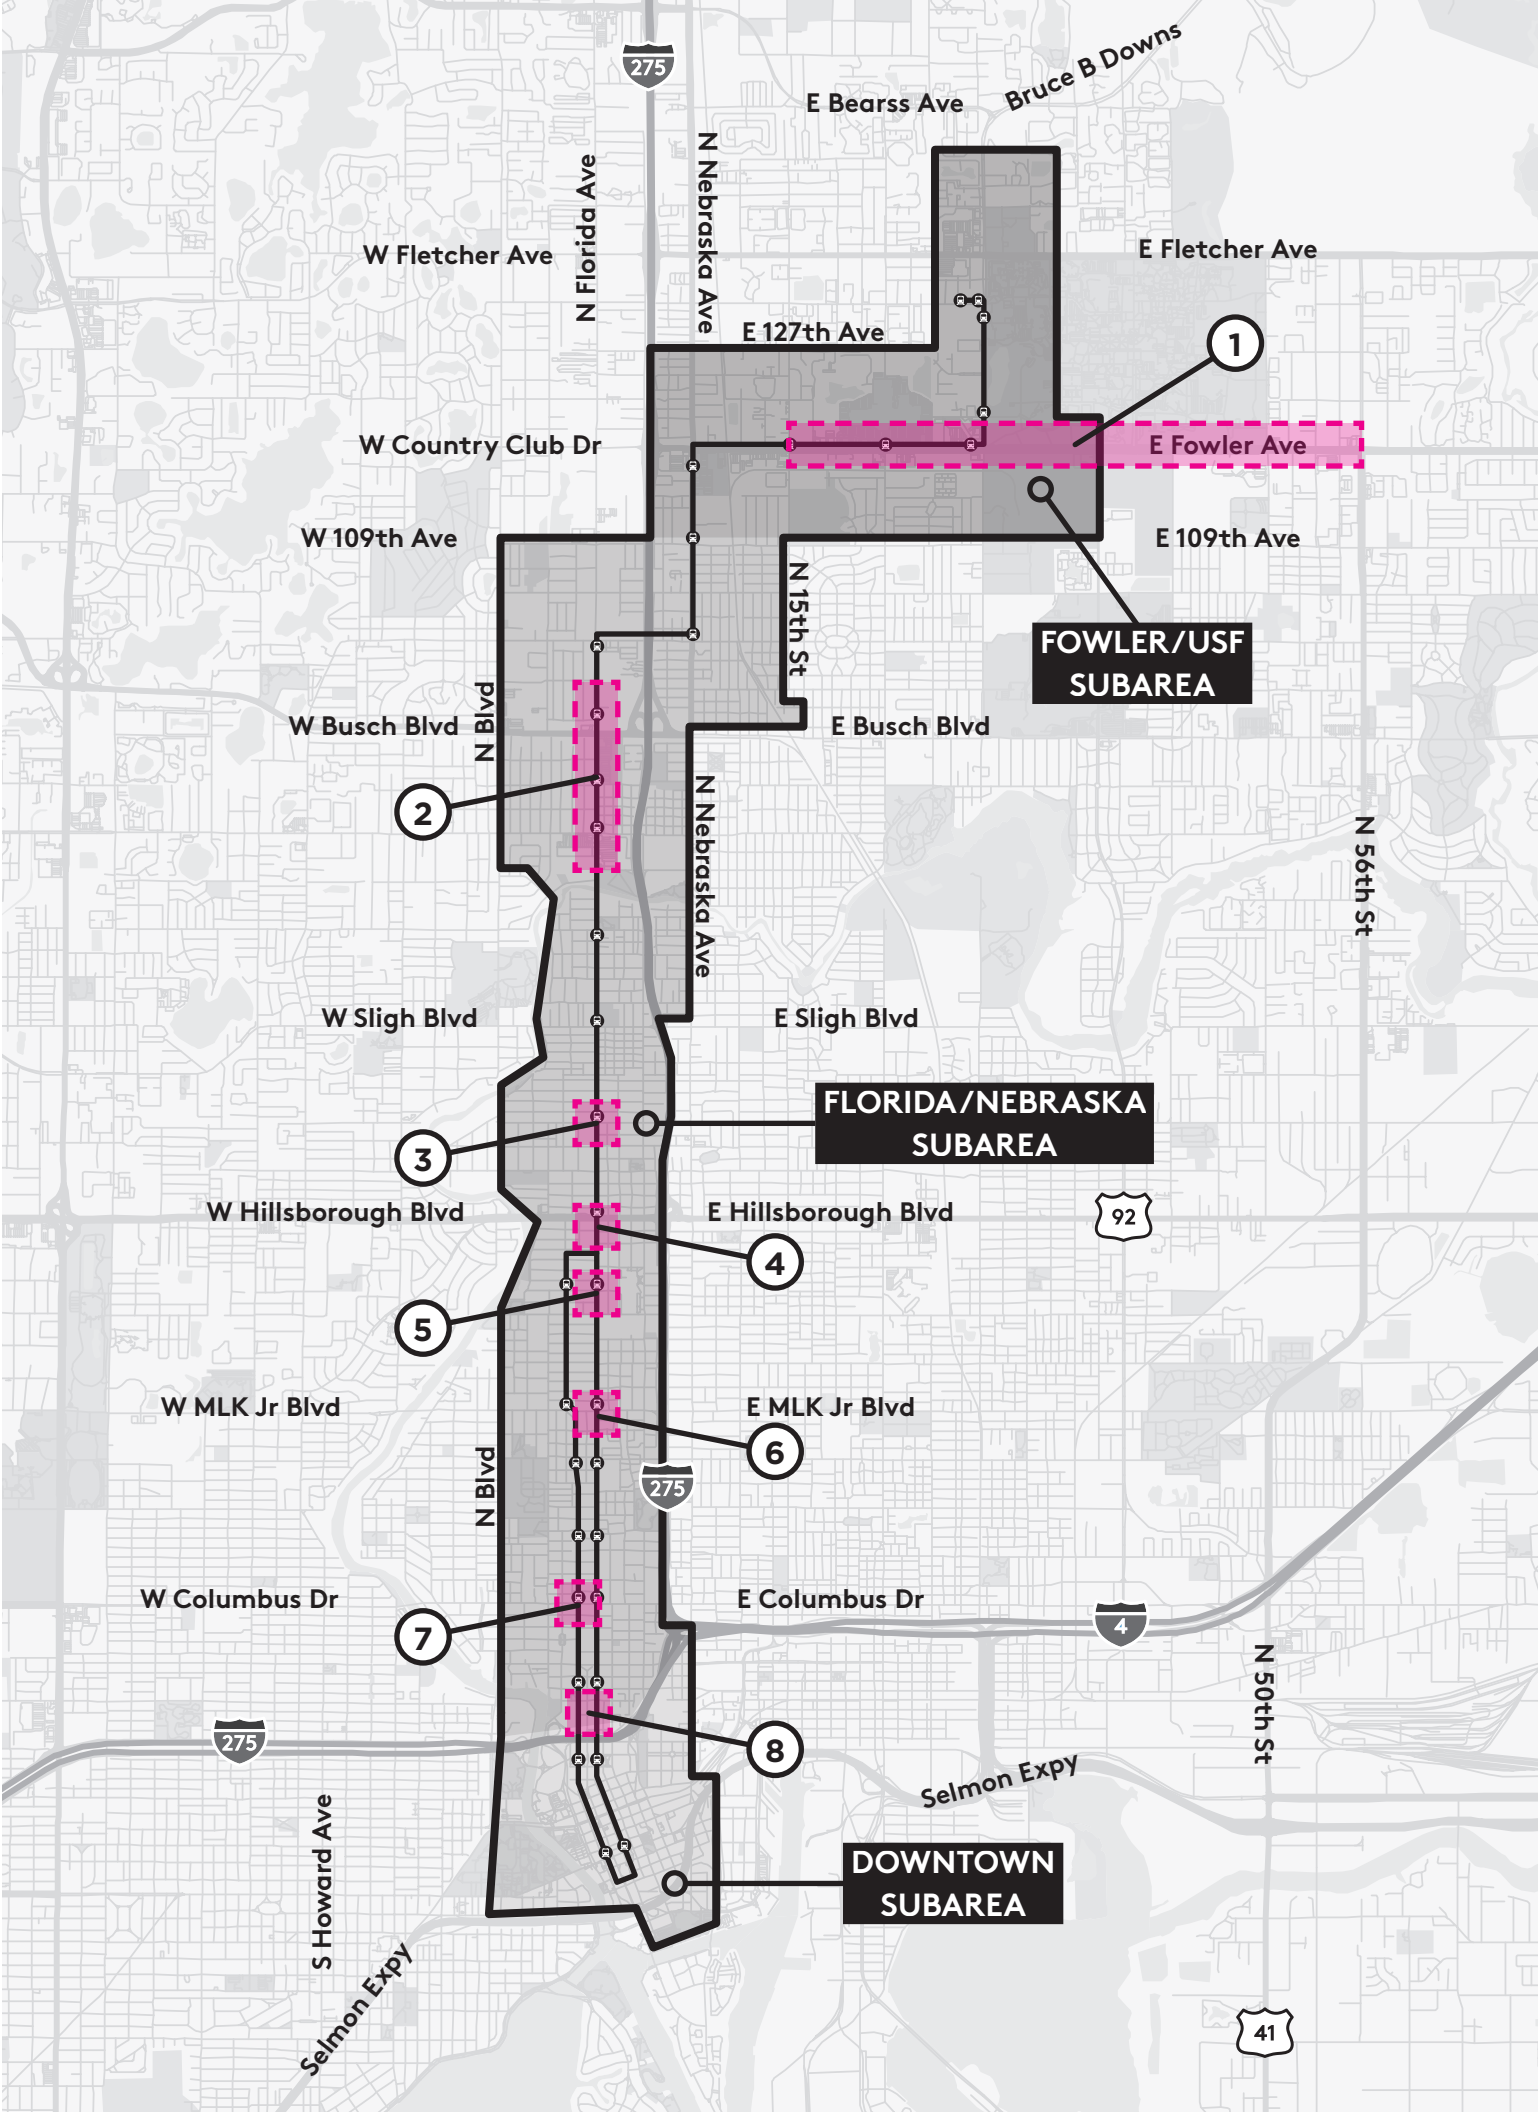 275
Bruce B Downs
E Bearss Ave
N Nebraska Ave
N Florida Ave
W Fletcher Ave
E Fletcher Ave
E 127th Ave
1
W Country Club Dr
E Fowler Ave
W 109th Ave
E 109th Ave
N 15th St
FOWLER/USF
SUBAREA
N Blvd
W Busch Blvd
E Busch Blvd
2
N Nebraska Ave
N 56th St
W Sligh Blvd
E Sligh Blvd
FLORIDA/NEBRASKA
SUBAREA
3
W Hillsborough Blvd
E Hillsborough Blvd
92
4
5
W MLK Jr Blvd
E MLK Jr Blvd
6
N Blvd
275
W Columbus Dr
E Columbus Dr
4
7
N 50th St
275
8
Selmon Expy
S Howard Ave
DOWNTOWN
SUBAREA
Selmon Expy
41